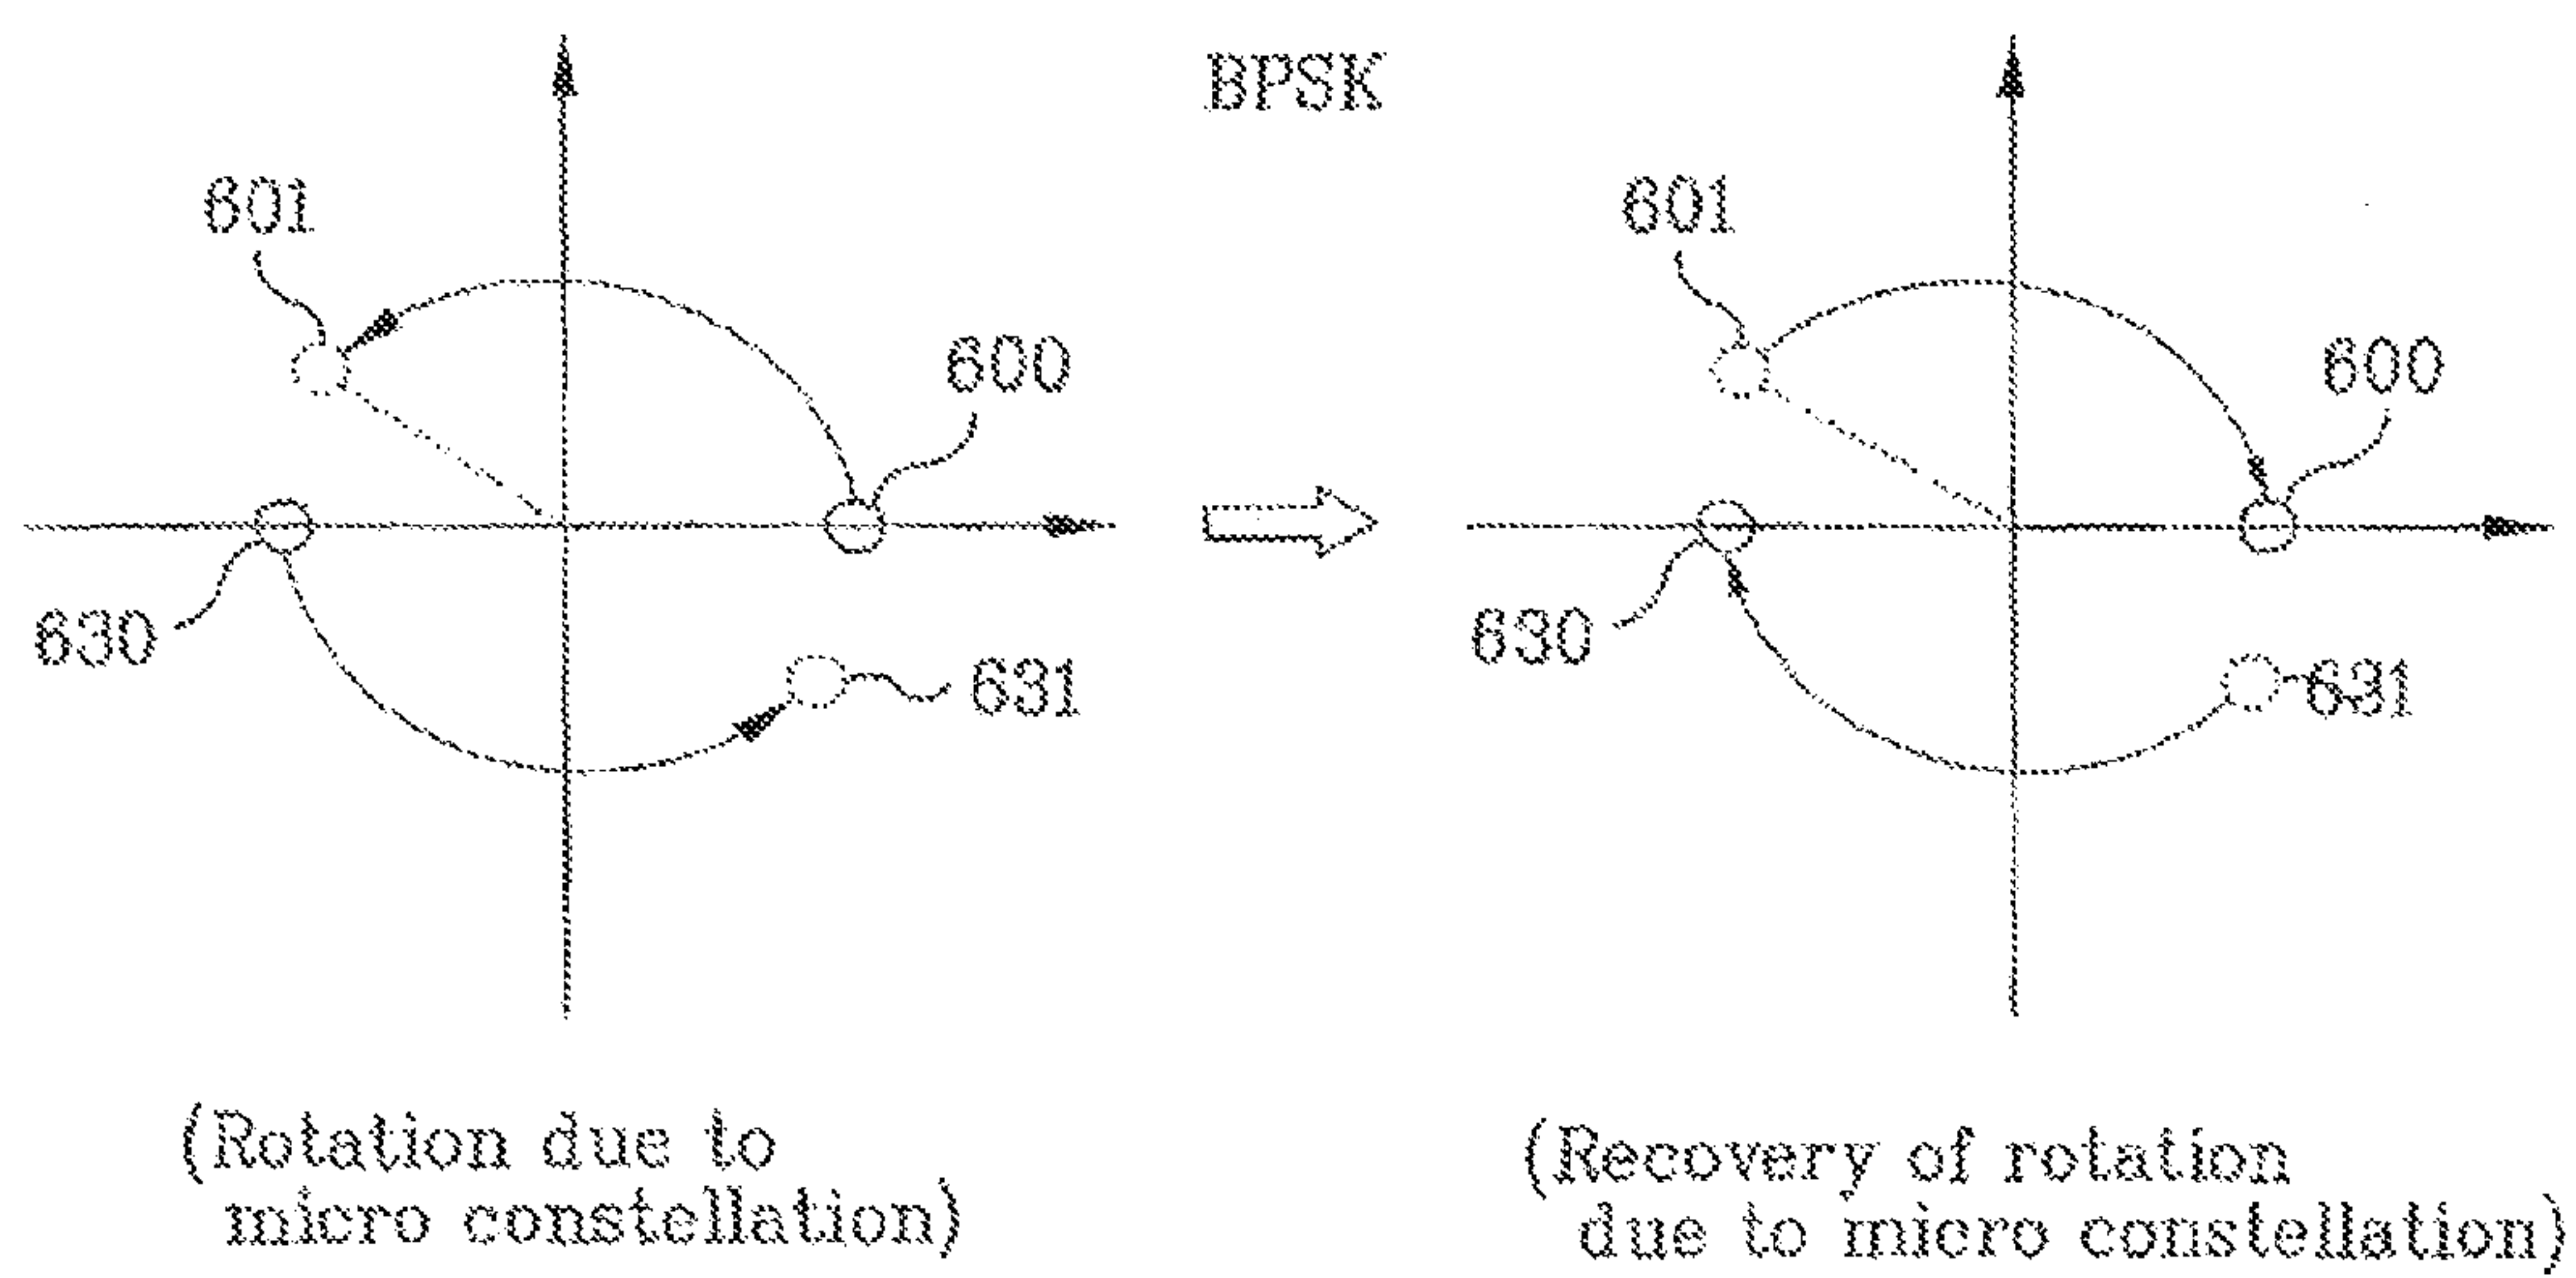 BPSK
601
600
630
631
601
600
630
631
(Rotation due to
micro constellation)
(Recovery of rotation
due to micro constellation)